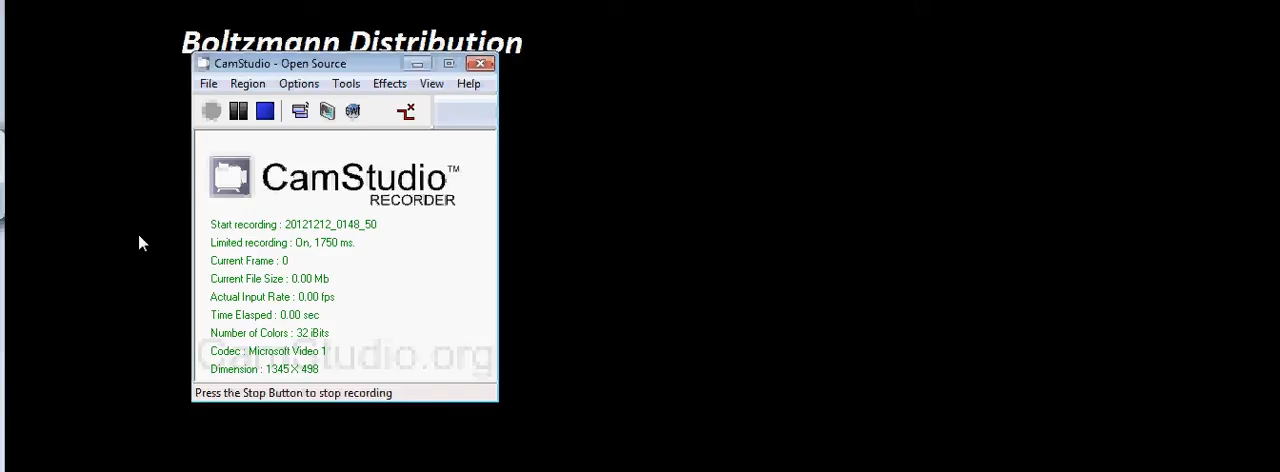 Boltzmann Distribution
CamStudio - Open Source
File Region Options Tools Effects View Help
CamStudio™
RECORDER
Start recording : 20121212_0148_50
Limited recording : On, 1750 ms.
Current Frame : 0
Current File Size : 0.00 Mb
Actual Input Rate : 0.00 fps
Time Elasped : 0.00 sec
Number of Colors : 32 iBits
CamStudio.org
Codec : Microsoft Video 1
Dimension : 1345 X 498
Press the Stop Button to stop recording